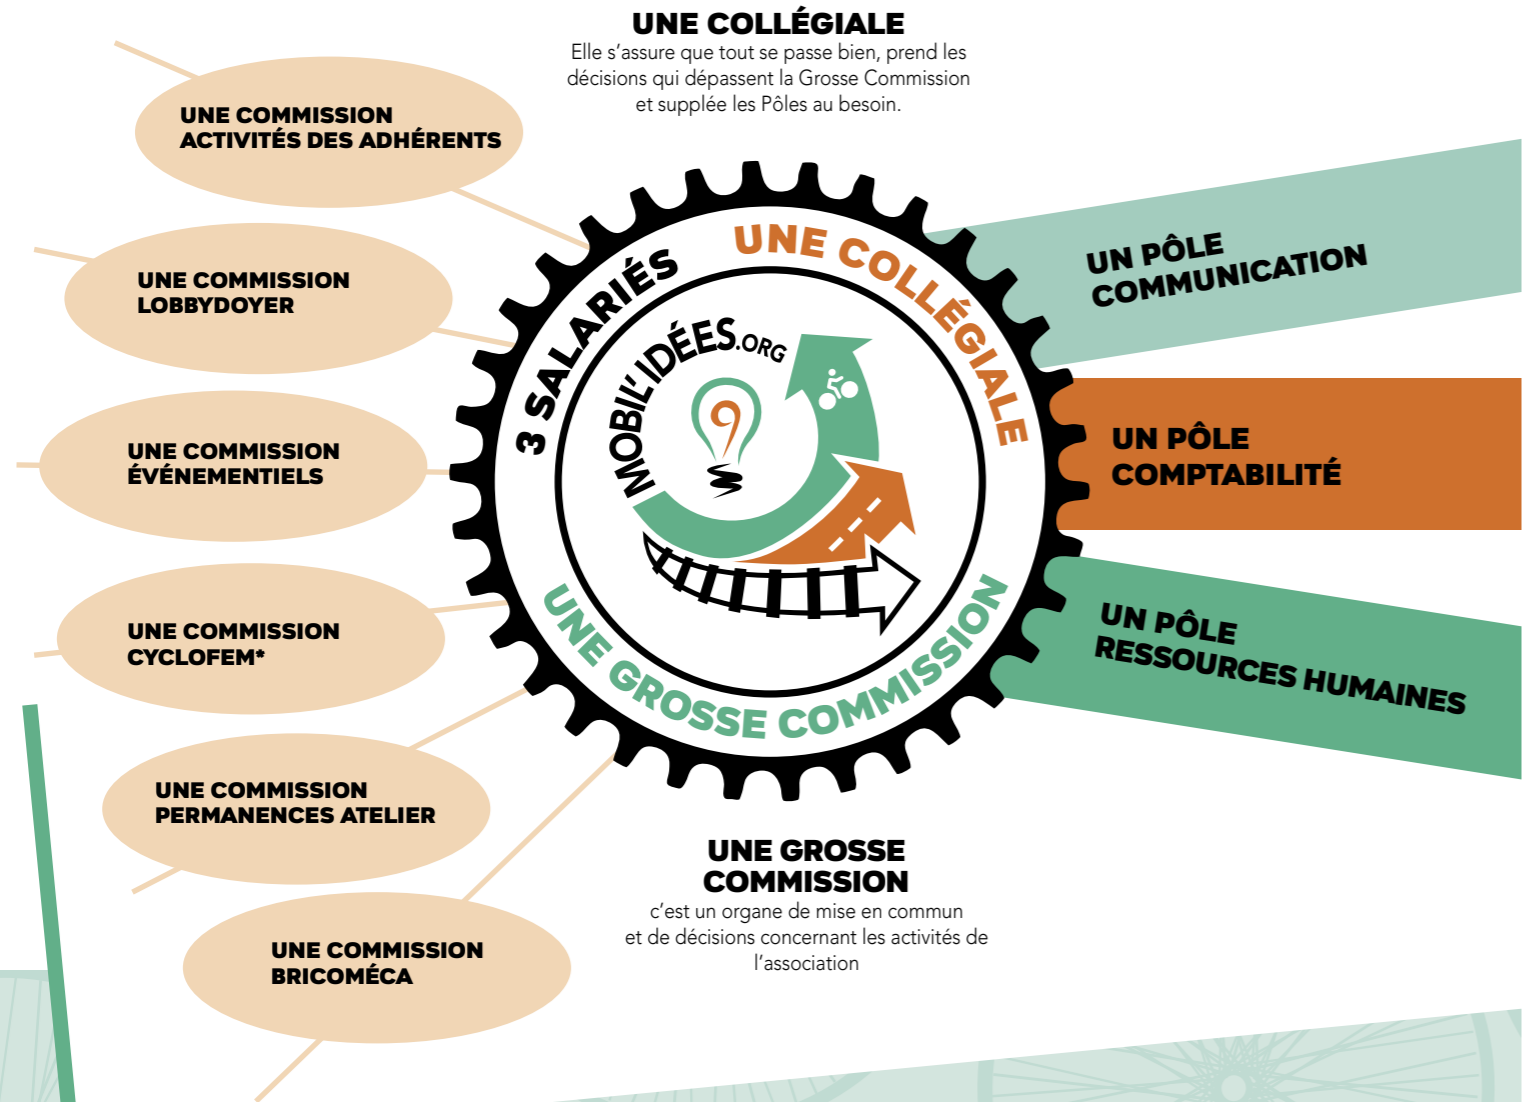 UNE COLLÉGIALE
Elle s’assure que tout se passe bien, prend les
décisions qui dépassent la Grosse Commission
et supplée les Pôles au besoin.
UNE COMMISSION
ACTIVITÉS DES ADHÉRENTS
UNE COMMISSION
LOBBYDOYER
UNE COMMISSION
ÉVÉNEMENTIELS
UNE COMMISSION
CYCLOFEM*
UNE COMMISSION
PERMANENCES ATELIER
UNE COMMISSION
BRICOMÉCA
3 SALARIÉS
UNE COLLÉGIALE
UNE GROSSE COMMISSION
MOBIL'IDÉES.ORG
UN PÔLE
COMMUNICATION
UN PÔLE
COMPTABILITÉ
UN PÔLE
RESSOURCES HUMAINES
UNE GROSSE
COMMISSION
c’est un organe de mise en commun
et de décisions concernant les activités de
l’association